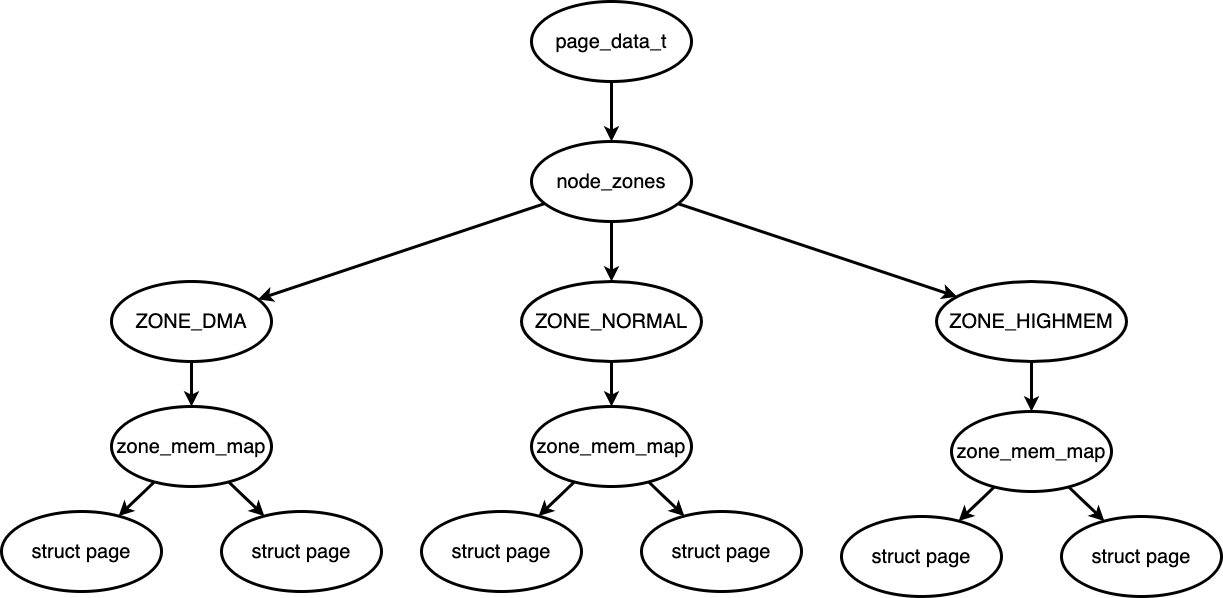 page_data_t
node_zones
ZONE_DMA
ZONE_NORMAL
ZONE_HIGHMEM
zone_mem_map
zone_mem_map
zone_mem_map
struct page
struct page
struct page
struct page
struct page
struct page